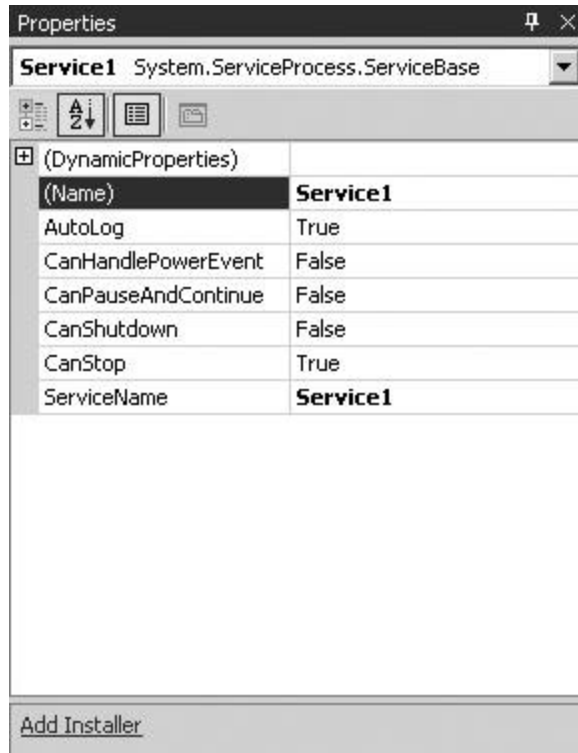 Properties
Service1 System.ServiceProcess.ServiceBase
(DynamicProperties)
(Name) Service1
AutoLog True
CanHandlePowerEvent False
CanPauseAndContinue False
CanShutdown False
CanStop True
ServiceName Service1
Add Installer